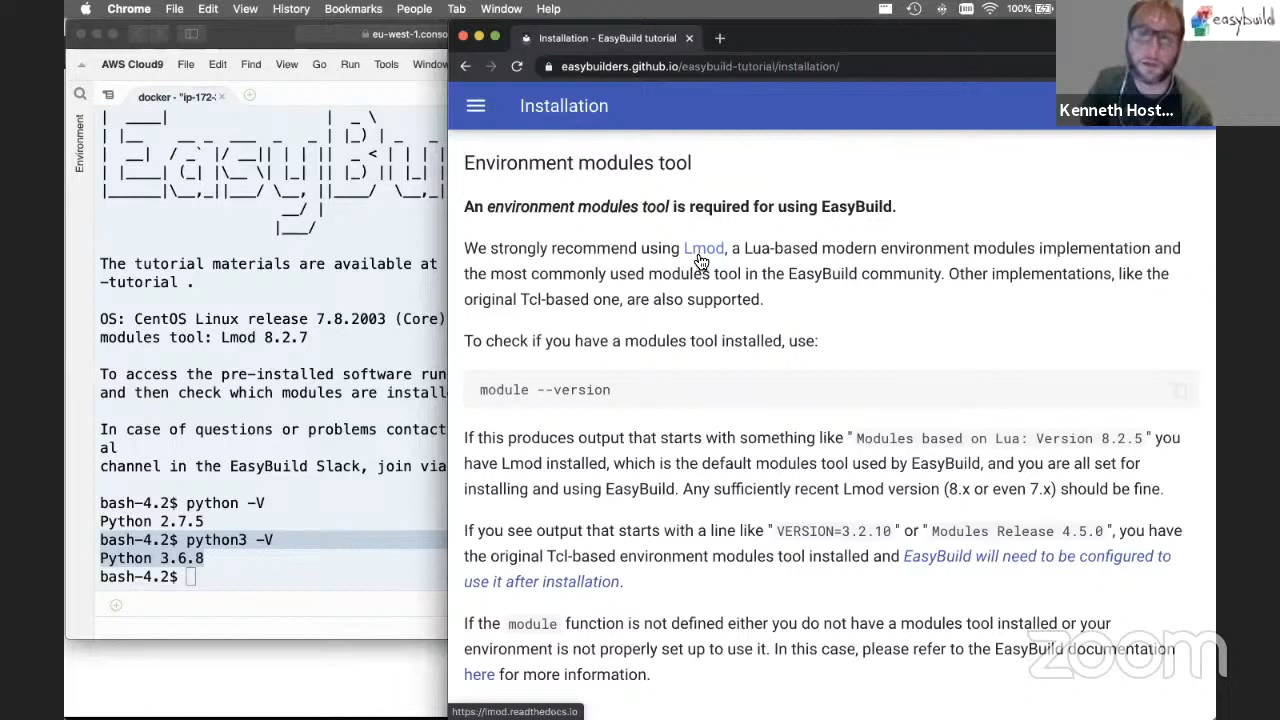 Chrome File Edit View History Bookmarks People Tab Window Help 100%
easybuild
eu-west-1.conso
Installation - EasyBuild tutorial
AWS Cloud9 File Edit Find View Go Run Tools Window
easybuilders.github.io/easybuild-tutorial/installation/
docker - "ip-172-
Installation
Kenneth Host...
Environment
The tutorial materials are available at
-tutorial .
OS: CentOS Linux release 7.8.2003 (Core)
modules tool: Lmod 8.2.7
To access the pre-installed software run
and then check which modules are install
In case of questions or problems contact
al
channel in the EasyBuild Slack, join via
bash-4.2$ python -V
Python 2.7.5
bash-4.2$ python3 -V
Python 3.6.8
bash-4.2$
Environment modules tool
An environment modules tool is required for using EasyBuild.
We strongly recommend using Lmod, a Lua-based modern environment modules implementation and
the most commonly used modules tool in the EasyBuild community. Other implementations, like the
original Tcl-based one, are also supported.
To check if you have a modules tool installed, use:
module --version
If this produces output that starts with something like " Modules based on Lua: Version 8.2.5 " you
have Lmod installed, which is the default modules tool used by EasyBuild, and you are all set for
installing and using EasyBuild. Any sufficiently recent Lmod version (8.x or even 7.x) should be fine.
If you see output that starts with a line like " VERSION=3.2.10 " or " Modules Release 4.5.0 ", you have
the original Tcl-based environment modules tool installed and EasyBuild will need to be configured to
use it after installation.
If the module function is not defined either you do not have a modules tool installed or your
environment is not properly set up to use it. In this case, please refer to the EasyBuild documentation
here for more information.
zoom
https://lmod.readthedocs.io